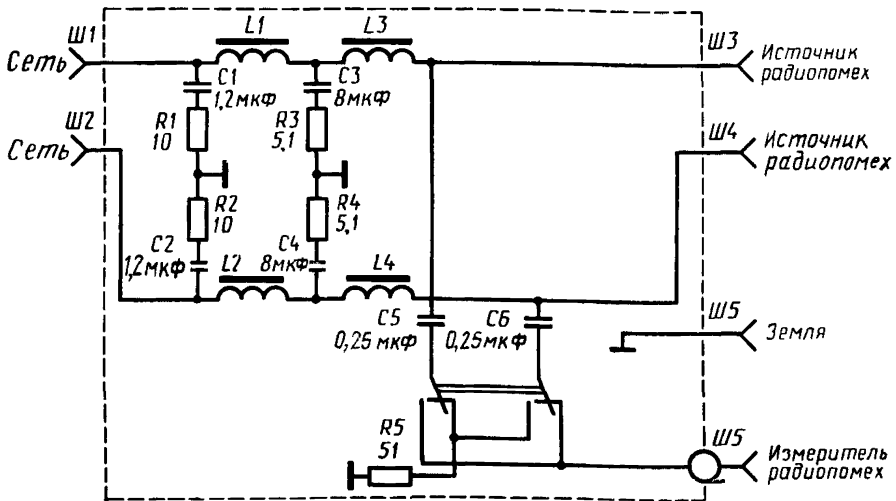 Ш1
L1
L3
Ш3
Сеть
Источник
радиопомех
C1
1,2мкФ
C3
8мкФ
R1
10
R3
5,1
Ш2
Сеть
Ш4
Источник
радиопомех
R2
10
R4
5,1
C2
1,2мкФ
L2
C4
8мкФ
L4
C5
0,25мкФ
C6
0,25мкФ
Ш5
Земля
R5
51
Ш5
Измеритель
радиопомех